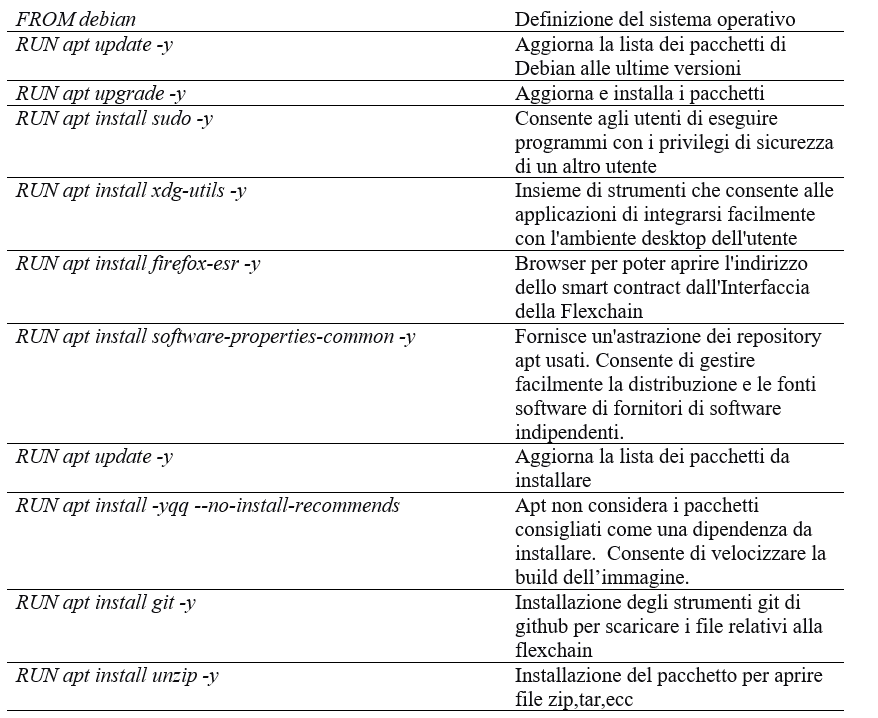 FROM debian
Definizione del sistema operativo
RUN apt update -y
Aggiorna la lista dei pacchetti di
Debian alle ultime versioni
RUN apt upgrade -y
Aggiorna e installa i pacchetti
RUN apt install sudo -y
Consente agli utenti di eseguire
programmi con i privilegi di sicurezza
di un altro utente
RUN apt install xdg-utils -y
Insieme di strumenti che consente alle
applicazioni di integrarsi facilmente
con l'ambiente desktop dell'utente
RUN apt install firefox-esr -y
Browser per poter aprire l'indirizzo
dello smart contract dall'Interfaccia
della Flexchain
RUN apt install software-properties-common -y
Fornisce un'astrazione dei repository
apt usati. Consente di gestire
facilmente la distribuzione e le fonti
software di fornitori di software
indipendenti.
RUN apt update -y
Aggiorna la lista dei pacchetti da
installare
RUN apt install -yqq --no-install-recommends
Apt non considera i pacchetti
consigliati come una dipendenza da
installare.  Consente di velocizzare la
build dell’immagine.
RUN apt install git -y
Installazione degli strumenti git di
github per scaricare i file relativi alla
flexchain
RUN apt install unzip -y
Installazione del pacchetto per aprire
file zip,tar,ecc